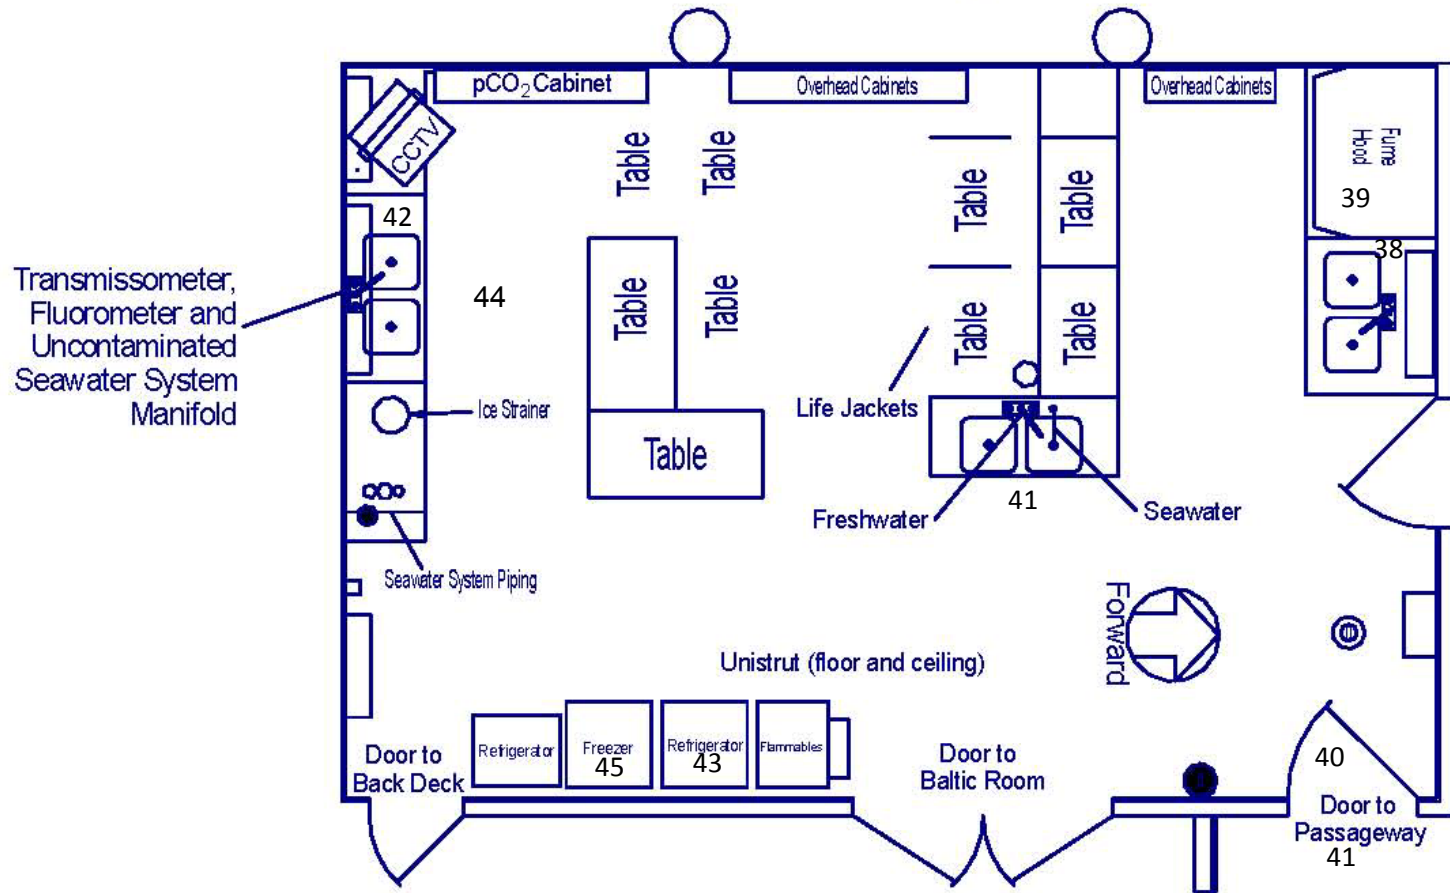 pCO2 Cabinet
Overhead Cabinets
Overhead Cabinets
CCTV
Table
Table
Table
Table
Fume
Hood
39
42
38
Transmissometer,
Fluorometer and
Uncontaminated
Seawater System
Manifold
44
Table
Table
Table
Table
Ice Strainer
Life Jackets
Table
41
Freshwater
Seawater
Seawater System Piping
Forward
Unistrut (floor and ceiling)
Door to
Back Deck
Refrigerator
Freezer
45
Refrigerator
43
Flammables
Door to
Baltic Room
40
Door to
Passageway
41